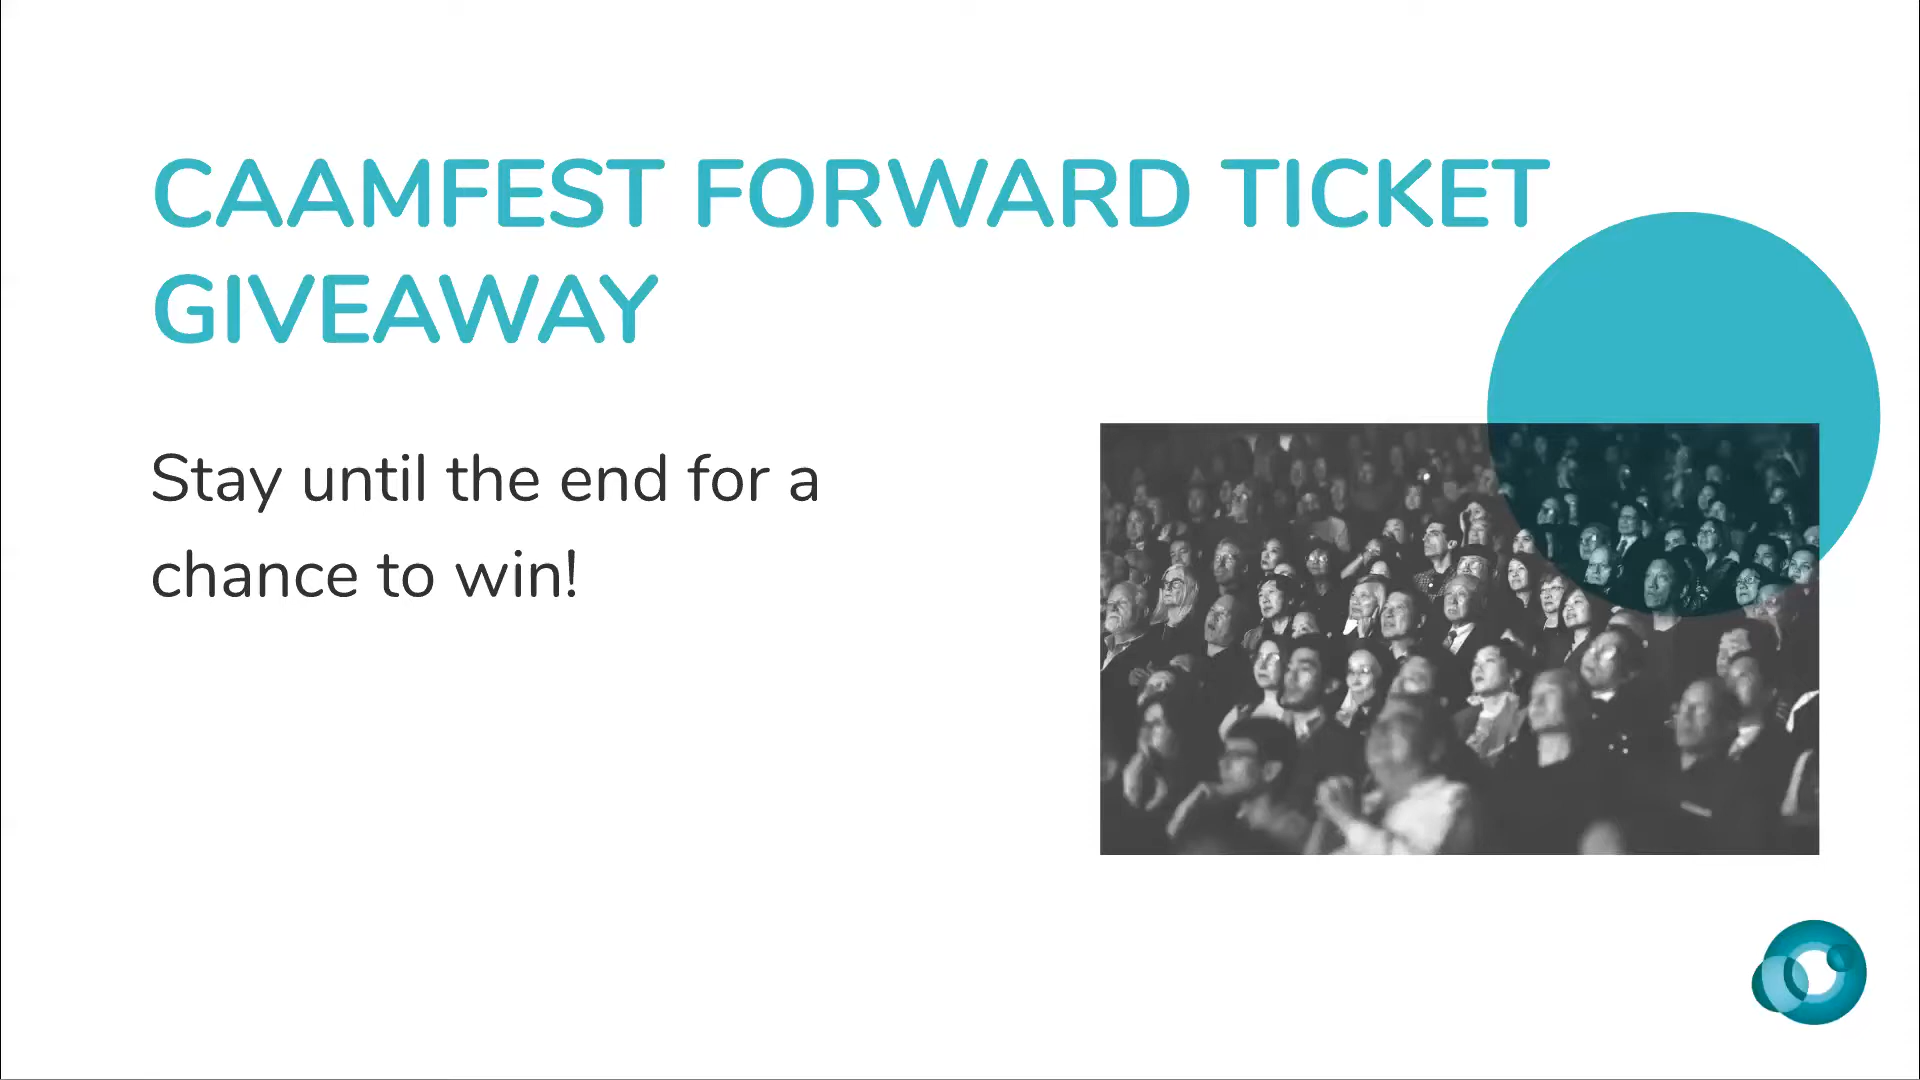 CAAMFEST FORWARD TICKET
GIVEAWAY
Stay until the end for a
chance to win!